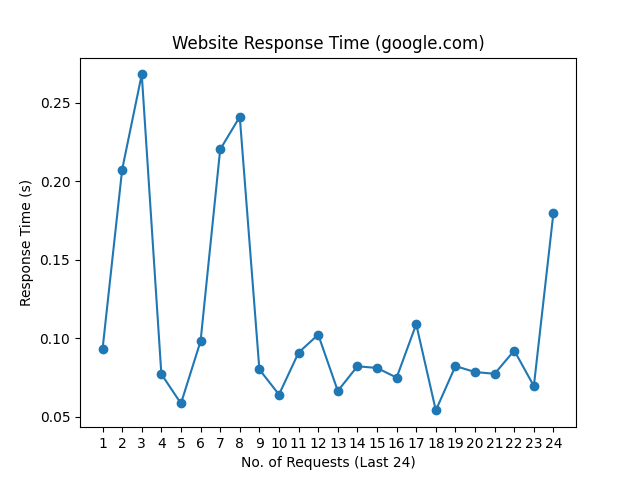 Website Response Time (google.com)
Response Time (s)
0.25
0.20
0.15
0.10
0.05
1 2 3 4 5 6 7 8 9 10 11 12 13 14 15 16 17 18 19 20 21 22 23 24
No. of Requests (Last 24)